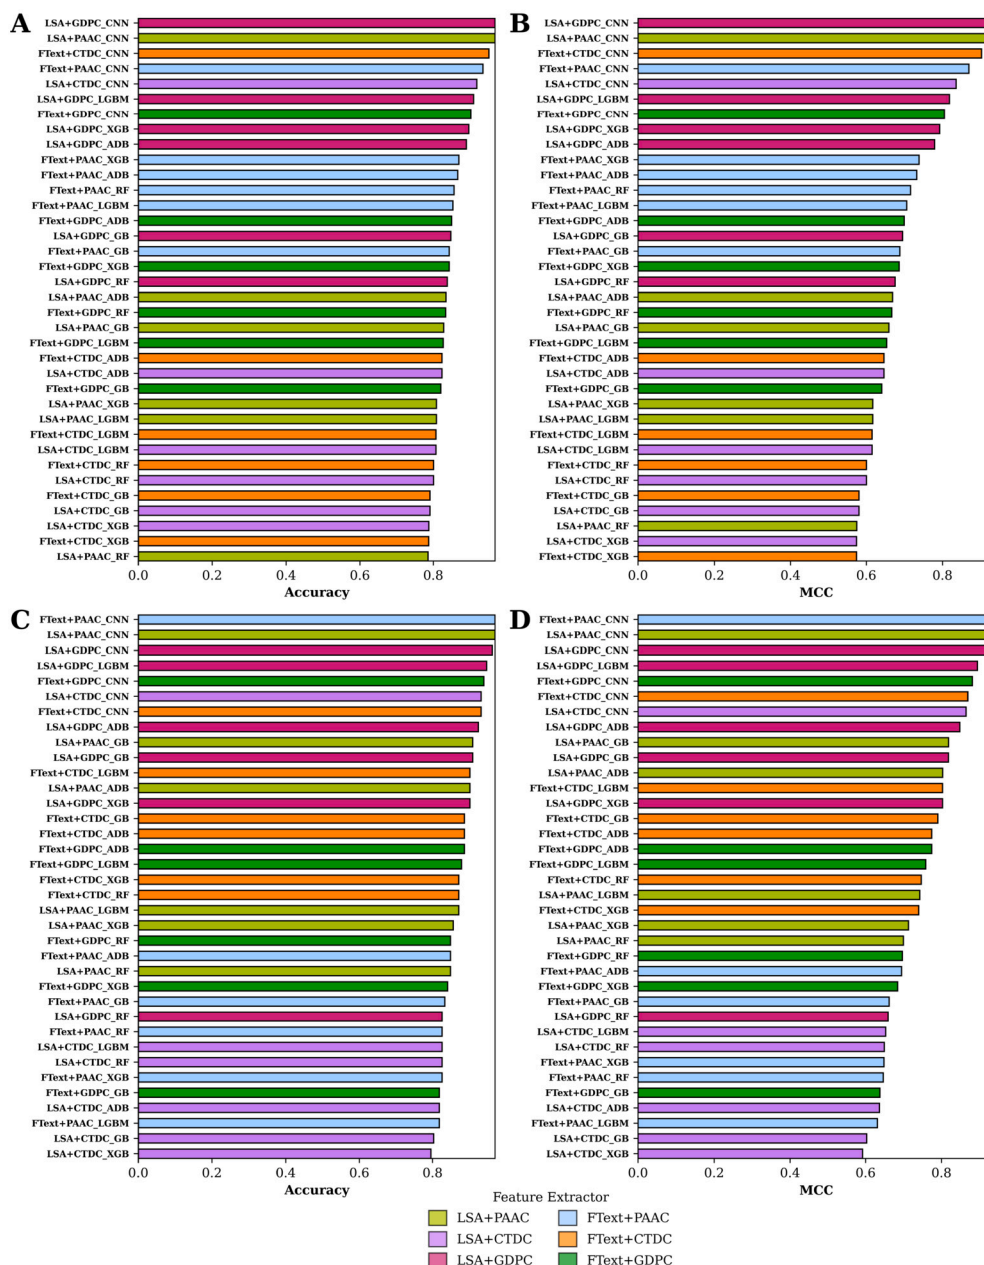 A
LSA+GDPC_CNN
LSA+PAAC_CNN
FText+CTDC_CNN
FText+PAAC_CNN
LSA+CTDC_CNN
LSA+GDPC_LGBM
FText+GDPC_CNN
LSA+GDPC_XGB
LSA+GDPC_ADB
FText+PAAC_XGB
FText+PAAC_ADB
FText+PAAC_RF
FText+PAAC_LGBM
FText+GDPC_ADB
LSA+GDPC_GB
FText+PAAC_GB
FText+GDPC_XGB
LSA+GDPC_RF
LSA+PAAC_ADB
FText+GDPC_RF
LSA+PAAC_GB
FText+GDPC_LGBM
FText+CTDC_ADB
LSA+CTDC_ADB
FText+GDPC_GB
LSA+PAAC_XGB
LSA+PAAC_LGBM
FText+CTDC_LGBM
LSA+CTDC_LGBM
FText+CTDC_RF
LSA+CTDC_RF
FText+CTDC_GB
LSA+CTDC_GB
LSA+CTDC_XGB
FText+CTDC_XGB
LSA+PAAC_RF
0.0 0.2 0.4 0.6 0.8
Accuracy
B
LSA+GDPC_CNN
LSA+PAAC_CNN
FText+CTDC_CNN
FText+PAAC_CNN
LSA+CTDC_CNN
LSA+GDPC_LGBM
FText+GDPC_CNN
LSA+GDPC_XGB
LSA+GDPC_ADB
FText+PAAC_XGB
FText+PAAC_ADB
FText+PAAC_RF
FText+PAAC_LGBM
FText+GDPC_ADB
LSA+GDPC_GB
FText+PAAC_GB
FText+GDPC_XGB
LSA+GDPC_RF
LSA+PAAC_ADB
FText+GDPC_RF
LSA+PAAC_GB
FText+GDPC_LGBM
FText+CTDC_ADB
LSA+CTDC_ADB
FText+GDPC_GB
LSA+PAAC_XGB
LSA+PAAC_LGBM
FText+CTDC_LGBM
LSA+CTDC_LGBM
FText+CTDC_RF
LSA+CTDC_RF
FText+CTDC_GB
LSA+CTDC_GB
LSA+PAAC_RF
LSA+CTDC_XGB
FText+CTDC_XGB
0.0 0.2 0.4 0.6 0.8
MCC
C
FText+PAAC_CNN
LSA+PAAC_CNN
LSA+GDPC_CNN
LSA+GDPC_LGBM
FText+GDPC_CNN
LSA+CTDC_CNN
FText+CTDC_CNN
LSA+GDPC_ADB
LSA+PAAC_GB
LSA+GDPC_GB
FText+CTDC_LGBM
LSA+PAAC_ADB
LSA+GDPC_XGB
FText+CTDC_GB
FText+CTDC_ADB
FText+GDPC_ADB
FText+GDPC_LGBM
FText+CTDC_XGB
FText+CTDC_RF
LSA+PAAC_LGBM
LSA+PAAC_XGB
FText+GDPC_RF
FText+PAAC_ADB
LSA+PAAC_RF
FText+GDPC_XGB
FText+PAAC_GB
LSA+GDPC_RF
FText+PAAC_RF
LSA+CTDC_LGBM
LSA+CTDC_RF
FText+PAAC_XGB
FText+GDPC_GB
LSA+CTDC_ADB
FText+PAAC_LGBM
LSA+CTDC_GB
LSA+CTDC_XGB
0.0 0.2 0.4 0.6 0.8
Accuracy
D
FText+PAAC_CNN
LSA+PAAC_CNN
LSA+GDPC_CNN
LSA+GDPC_LGBM
FText+GDPC_CNN
FText+CTDC_CNN
LSA+CTDC_CNN
LSA+GDPC_ADB
LSA+PAAC_GB
LSA+GDPC_GB
LSA+PAAC_ADB
FText+CTDC_LGBM
LSA+GDPC_XGB
FText+CTDC_GB
FText+CTDC_ADB
FText+GDPC_ADB
FText+GDPC_LGBM
FText+CTDC_RF
LSA+PAAC_LGBM
FText+CTDC_XGB
LSA+PAAC_XGB
LSA+PAAC_RF
FText+GDPC_RF
FText+PAAC_ADB
FText+GDPC_XGB
FText+PAAC_GB
LSA+GDPC_RF
LSA+CTDC_LGBM
LSA+CTDC_RF
FText+PAAC_XGB
FText+PAAC_RF
FText+GDPC_GB
LSA+CTDC_ADB
FText+PAAC_LGBM
LSA+CTDC_GB
LSA+CTDC_XGB
0.0 0.2 0.4 0.6 0.8
MCC
Feature Extractor
LSA+PAAC FText+PAAC
LSA+CTDC FText+CTDC
LSA+GDPC FText+GDPC